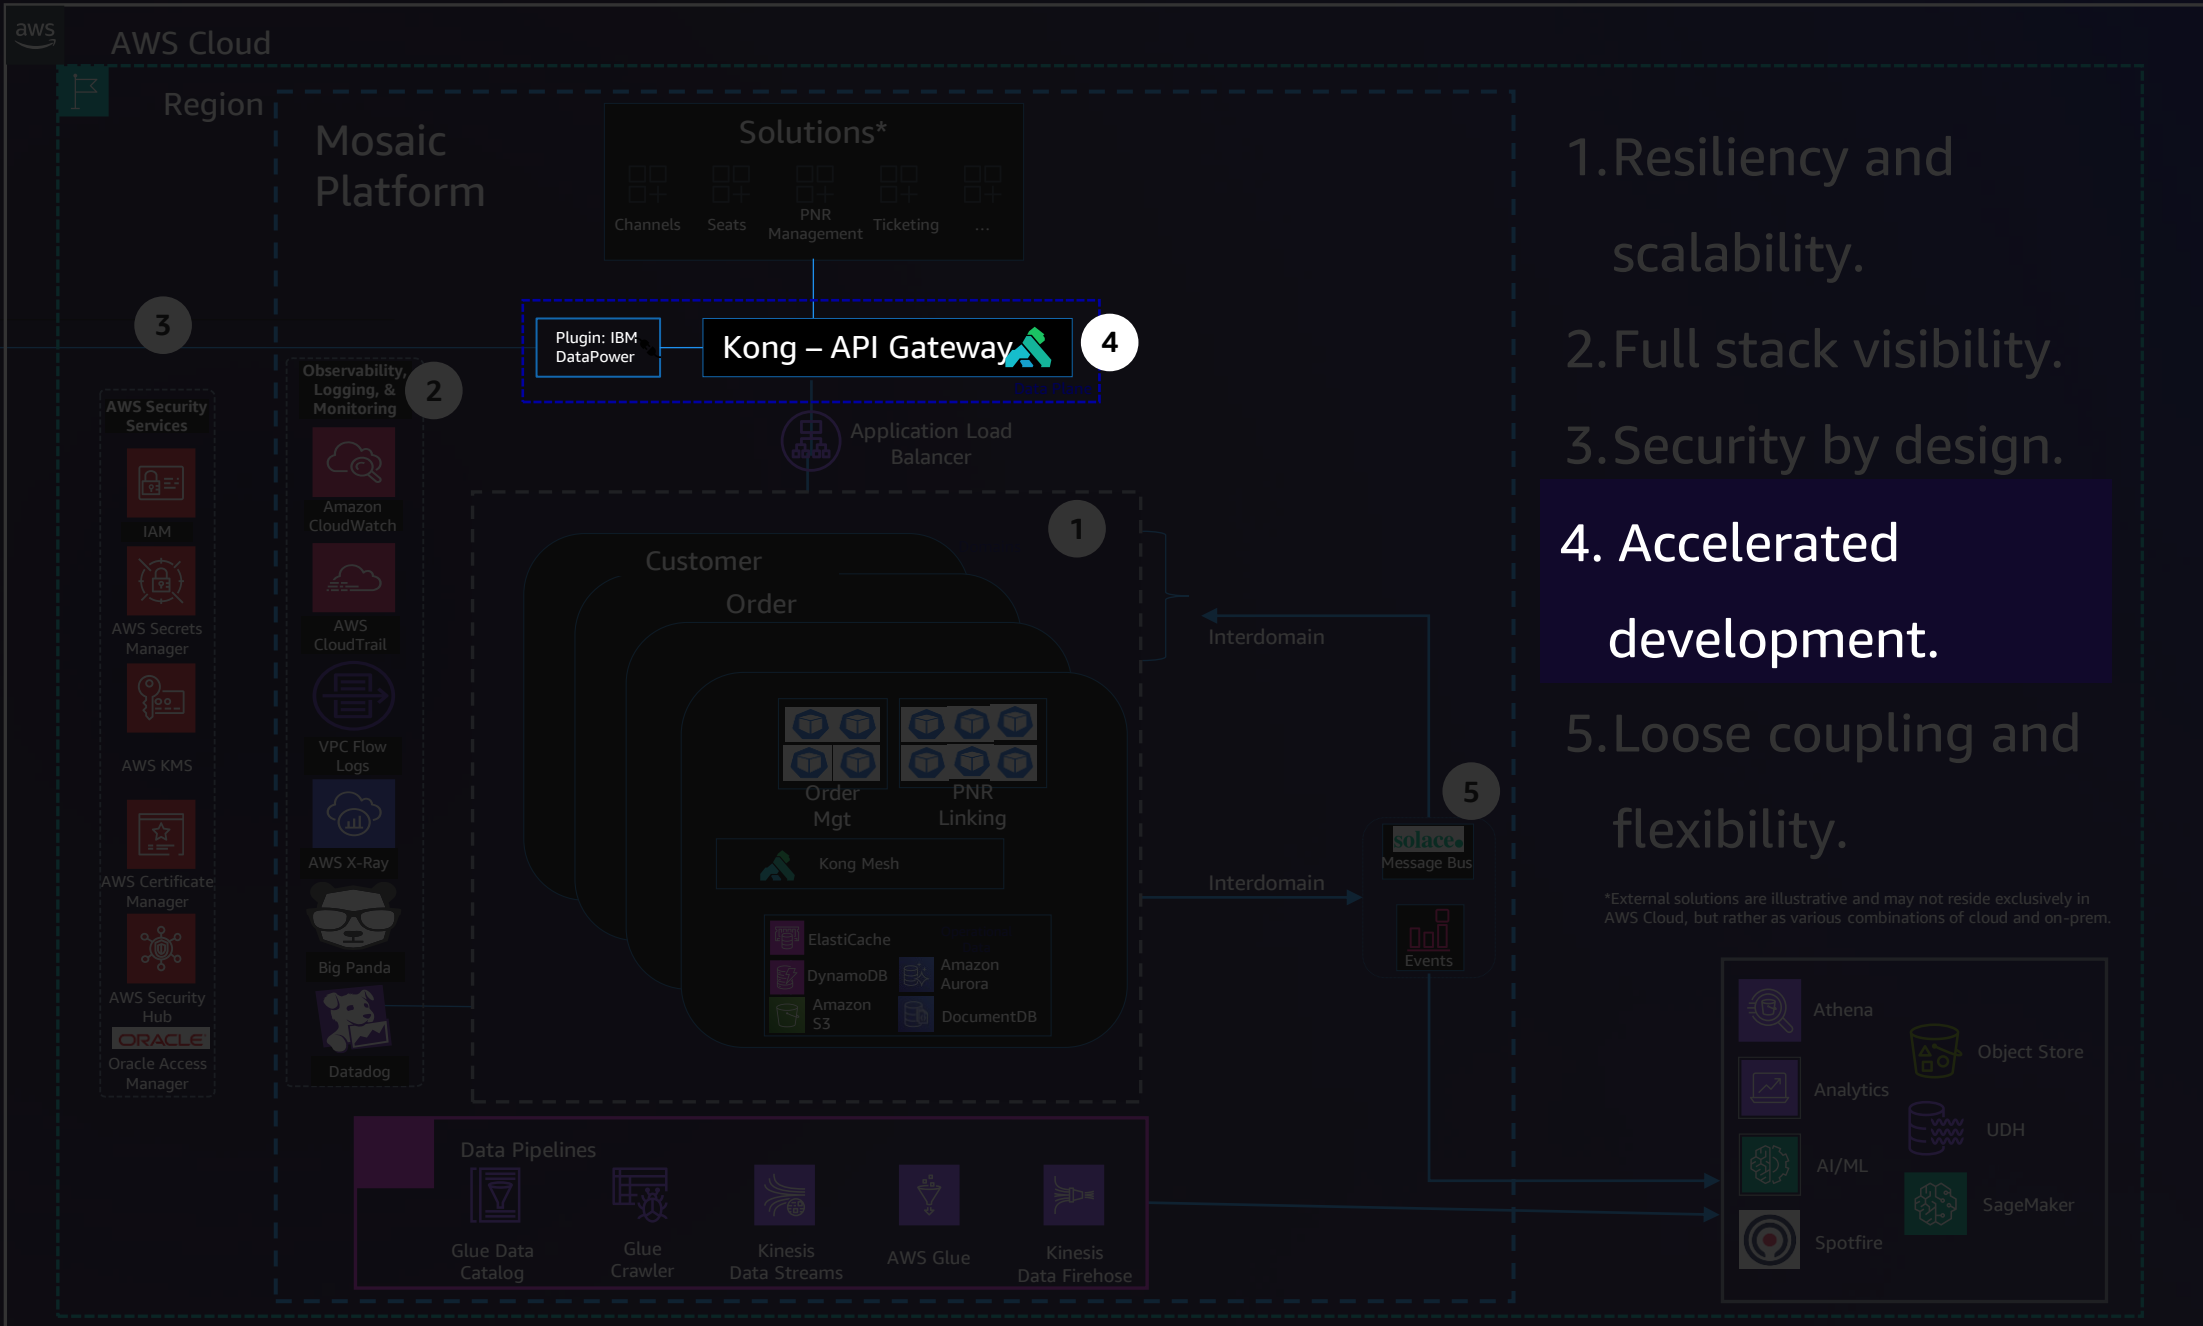 aws
AWS Cloud
Region
Mosaic
Platform
Solutions*
Channels
Seats
PNR
Management
Ticketing
...
3
Plugin: IBM
DataPower
Kong – API Gateway
4
Data Plane
Observability,
Logging, &
Monitoring
2
AWS Security
Services
IAM
AWS Secrets
Manager
AWS KMS
AWS Certificate
Manager
AWS Security
Hub
ORACLE
Oracle Access
Manager
Amazon
CloudWatch
AWS
CloudTrail
VPC Flow
Logs
AWS X-Ray
Big Panda
Datadog
Application Load
Balancer
1
Customer
Order
Order
Mgt
PNR
Linking
Kong Mesh
ElastiCache
DynamoDB
Amazon
S3
Amazon
Aurora
DocumentDB
Interdomain
Interdomain
5
solace.
Message Bus
Events
Data Pipelines
Glue Data
Catalog
Glue
Crawler
Kinesis
Data Streams
AWS Glue
Kinesis
Data Firehose
1. Resiliency and
scalability.
2. Full stack visibility.
3. Security by design.
4. Accelerated
development.
5. Loose coupling and
flexibility.
*External solutions are illustrative and may not reside exclusively in
AWS Cloud, but rather as various combinations of cloud and on-prem.
Athena
Analytics
AI/ML
Spotfire
Object Store
UDH
SageMaker